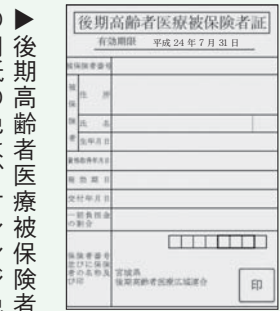 ▶後期高齢者医療被保険者
後期高齢者医療被保険者証
有効期限 平成24年7月31日
被保険者番号
被保険者
住所
氏名
生年月日
資格取得年月日
発効期日
交付年月日
一部負担金の割合
保険者番号
並びに保険
者の名称及
び印
宮城県
後期高齢者医療広域連合
印